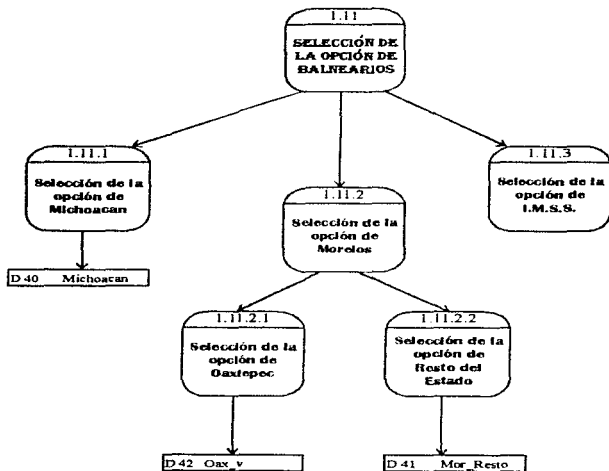 1.11
SELECCIÓN DE
LA OPCIÓN DE
BALNEARIOS
1.11.1
Selección de la
opción de
Michoacan
1.11.2
Selección de la
opción de
Morelos
1.11.3
Selección de la
opción de
I.M.S.S.
D 40 Michoacan
1.11.2.1
Selección de la
opción de
Oaxtepec
1.11.2.2
Selección de la
opción de
Resto del
Estado
D 42 Oax_v
D 41 Mor_Resto